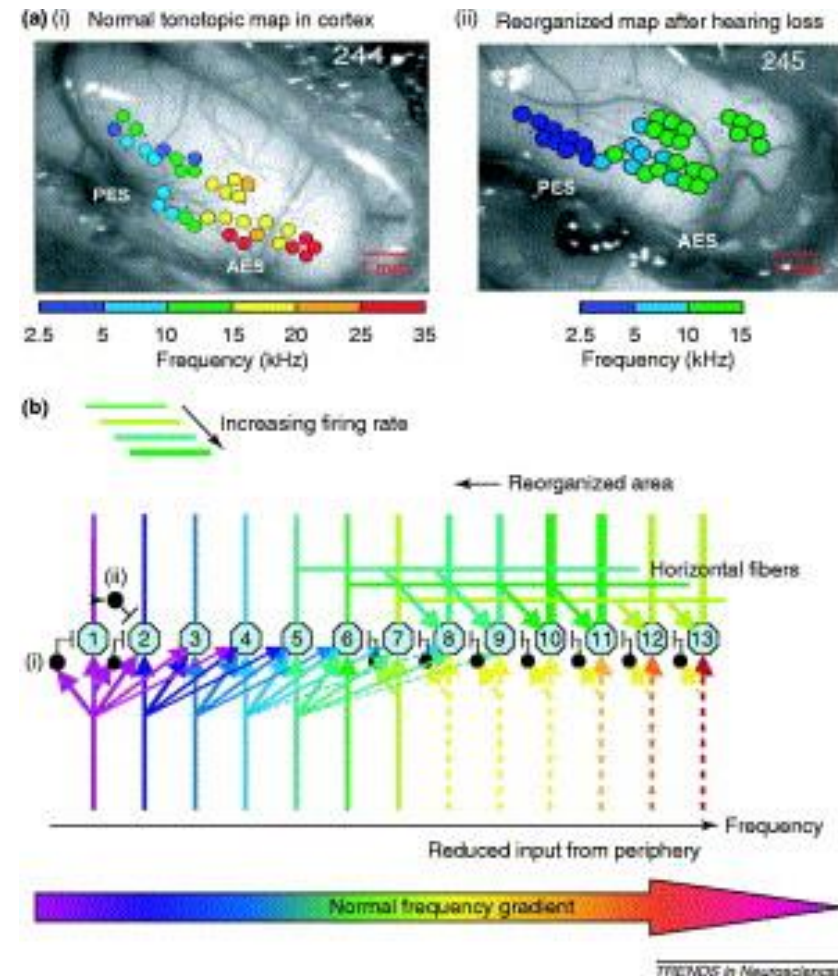 (a) (i) Normal tonotopic map in cortex
244
PES
AES
2.5 5 10 15 20 25 35
Frequency (kHz)
(ii) Reorganized map after hearing loss
245
PES
AES
2.5 5 10 15
Frequency (kHz)
(b)
Increasing firing rate
Reorganized area
Horizontal fibers
(ii)
(i)
1 2 3 4 5 6 7 8 9 10 11 12 13
Frequency
Reduced input from periphery
Normal frequency gradient
TRENDS in Neuroscience